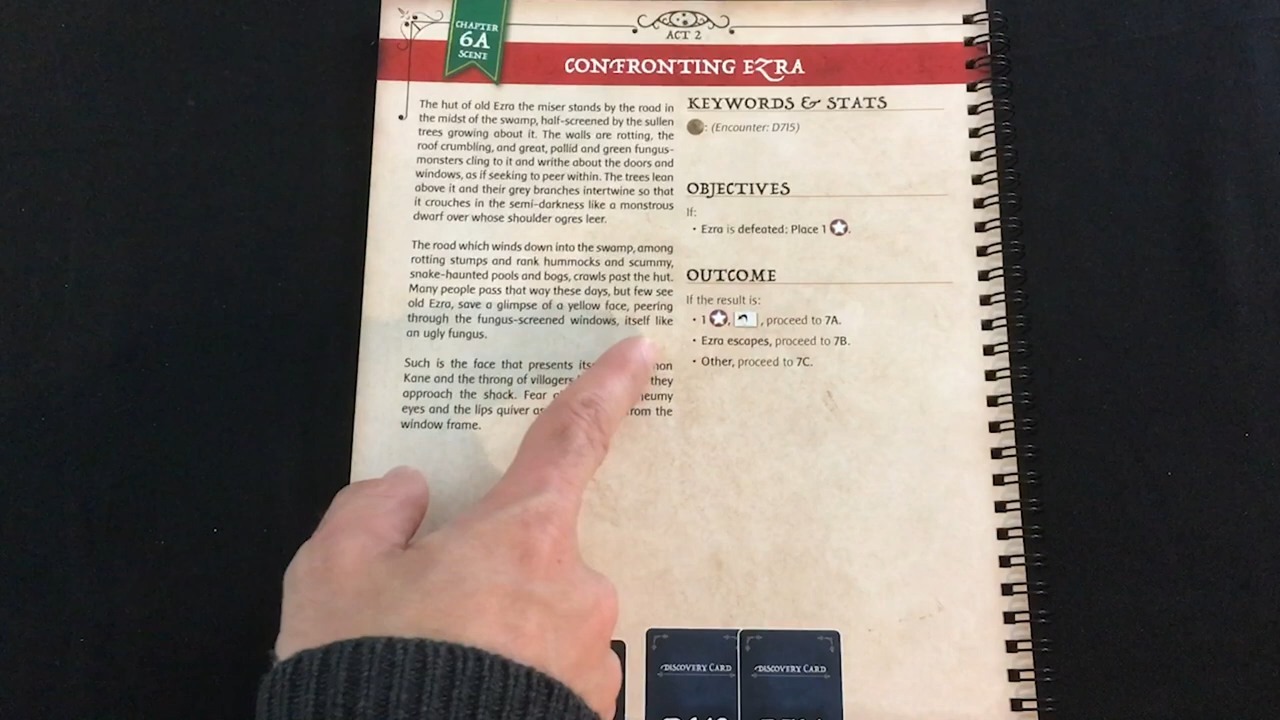 CHAPTER
6A
SCENE
ACT 2
CONFRONTING EZRA
The hut of old Ezra the miser stands by the road in
the midst of the swamp, half-screened by the sullen
trees growing about it. The walls are rotting, the
roof crumbling, and great, pallid and green fungus-
monsters cling to it and writhe about the doors and
windows, as if seeking to peer within. The trees lean
above it and their grey branches intertwine so that
it crouches in the semi-darkness like a monstrous
dwarf over whose shoulder ogres leer.
The road which winds down into the swamp, among
rotting stumps and rank hummocks and scummy,
snake-haunted pools and bogs, crawls past the hut.
Many people pass that way these days, but few see
old Ezra, save a glimpse of a yellow face, peering
through the fungus-screened windows, itself like
an ugly fungus.
Such is the face that presents
Kane and the throng of villagers they
approach the shack. Fear
eyes and the lips quiver from the
window frame.
KEYWORDS & STATS
: (Encounter: D715)
OBJECTIVES
If:
• Ezra is defeated: Place 1 .
OUTCOME
If the result is:
• 1 , , proceed to 7A.
• Ezra escapes, proceed to 7B.
• Other, proceed to 7C.
DISCOVERY CARD
DISCOVERY CARD